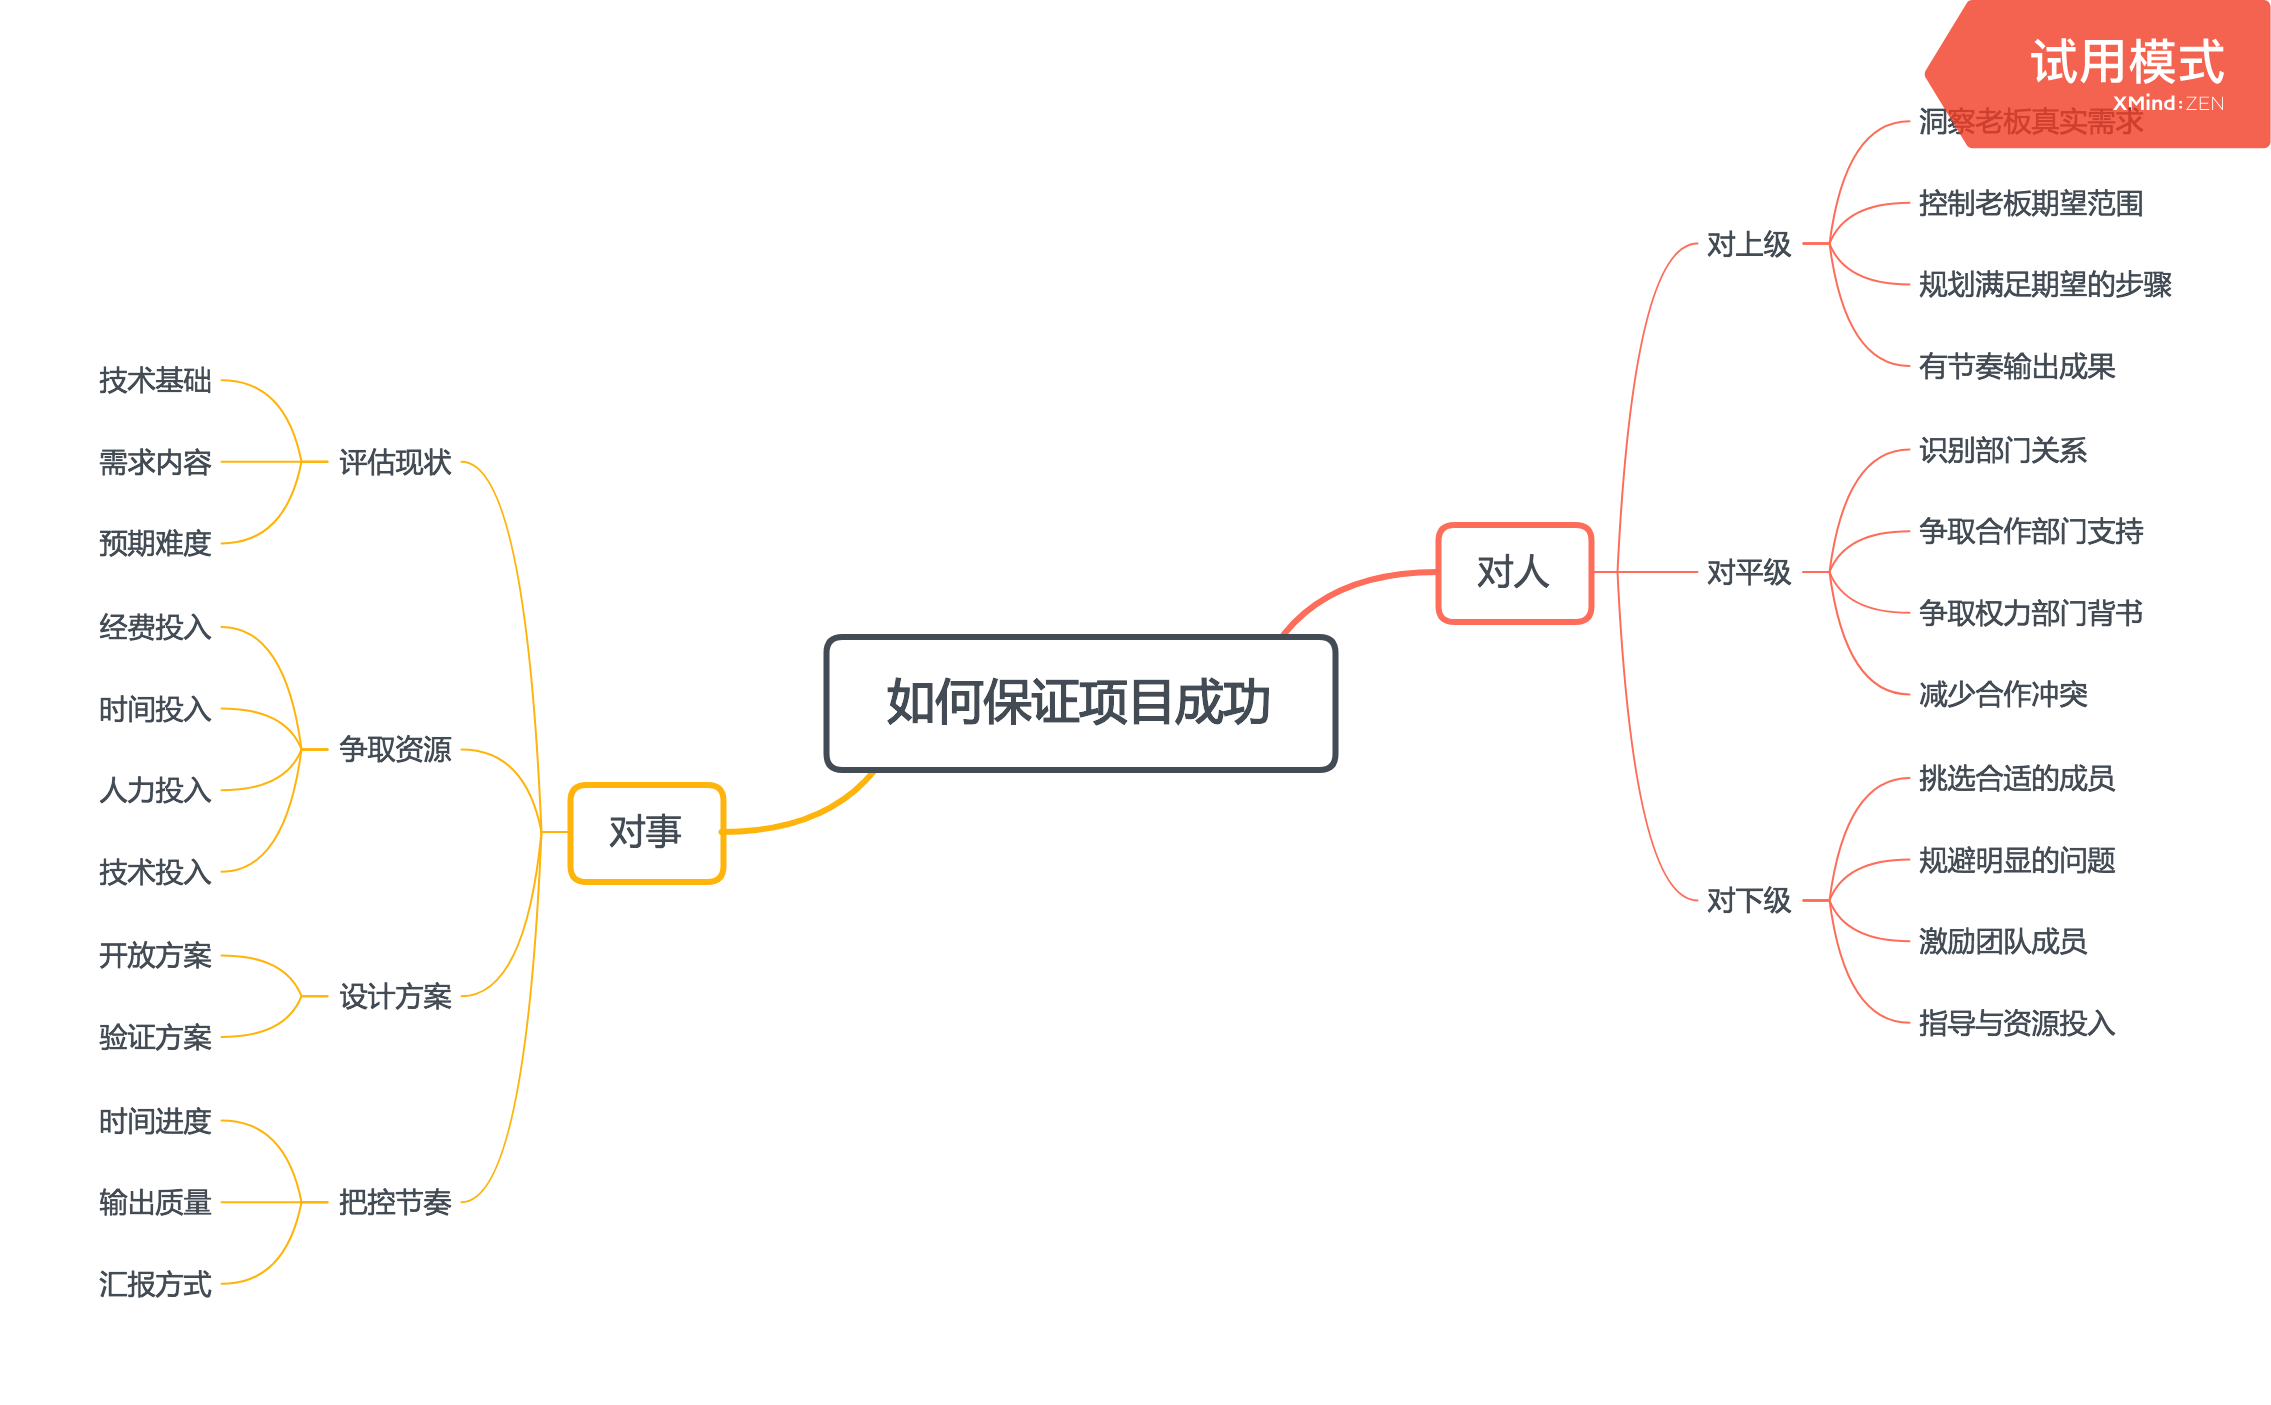 试用模式
XMind:ZEN
如何保证项目成功
对人
对上级
洞察老板真实需求
控制老板期望范围
规划满足期望的步骤
有节奏输出成果
对平级
识别部门关系
争取合作部门支持
争取权力部门背书
减少合作冲突
对下级
挑选合适的成员
规避明显的问题
激励团队成员
指导与资源投入
对事
评估现状
技术基础
需求内容
预期难度
争取资源
经费投入
时间投入
人力投入
技术投入
设计方案
开放方案
验证方案
把控节奏
时间进度
输出质量
汇报方式